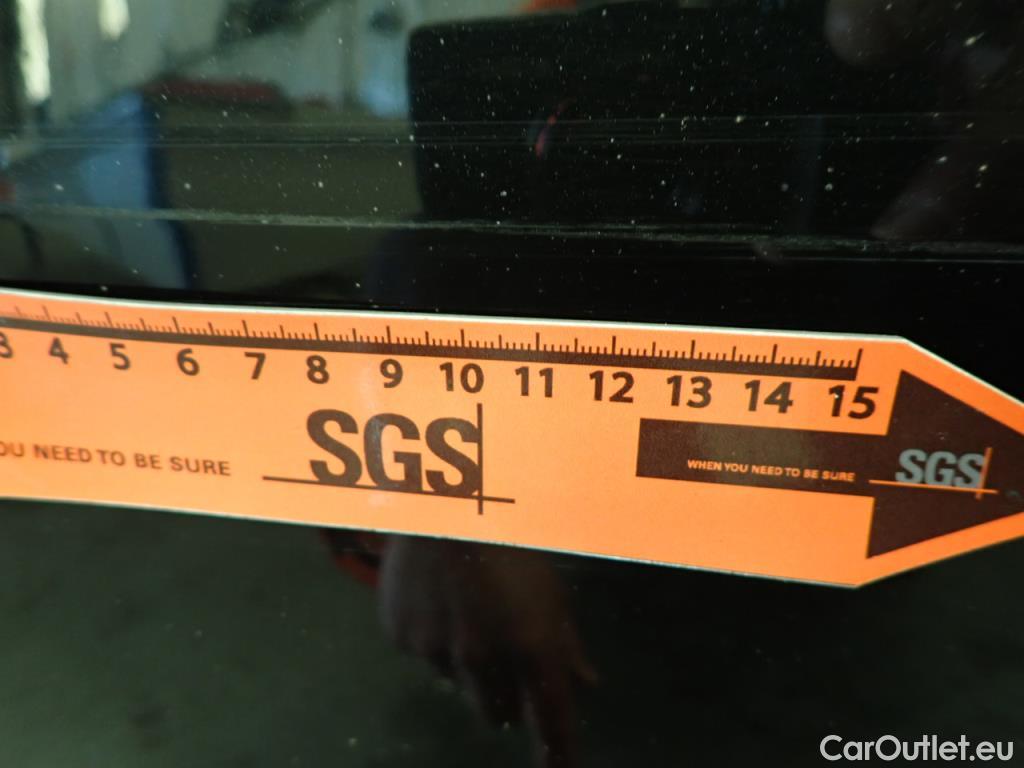 3 4 5 6 7 8 9 10 11 12 13 14 15
SGS
NEED TO BE SURE
WHEN YOU NEED TO BE SURE
SGS
CarOutlet.eu